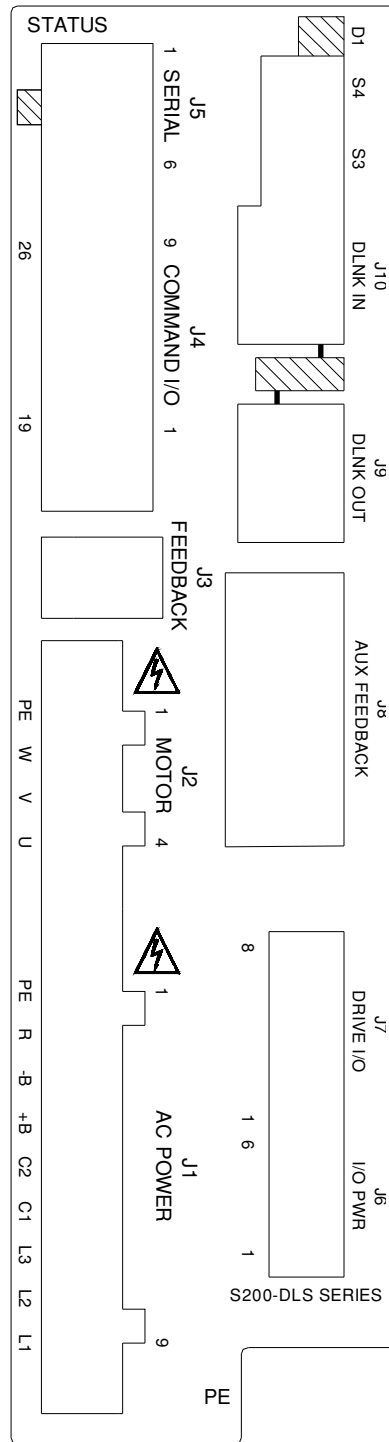 STATUS
D1
S4
S3
J10
DLNK IN
J9
DLNK OUT
J8
AUX FEEDBACK
J7
DRIVE I/O
8
1
J6
I/O PWR
6
1
S200-DLS SERIES
PE
J5
SERIAL
1
6
J4
COMMAND I/O
9
1
26
19
J3
FEEDBACK
J2
MOTOR
1
4
PE
W
V
U
J1
AC POWER
1
9
PE
R
-B
+B
C2
C1
L3
L2
L1